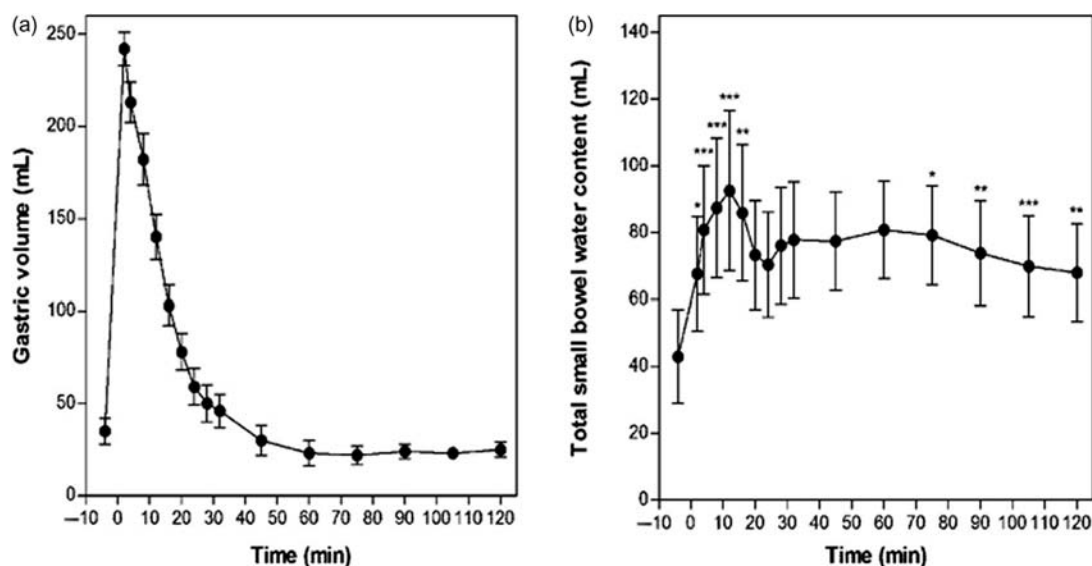 (a)
Gastric volume (mL)
250
200
150
100
50
0
−10 0 10 20 30 40 50 60 70 80 90 100 110 120
Time (min)
(b)
Total small bowel water content (mL)
140
120
100
80
60
40
20
0
* *** *** *** ** * ** *** **
−10 0 10 20 30 40 50 60 70 80 90 100 110 120
Time (min)